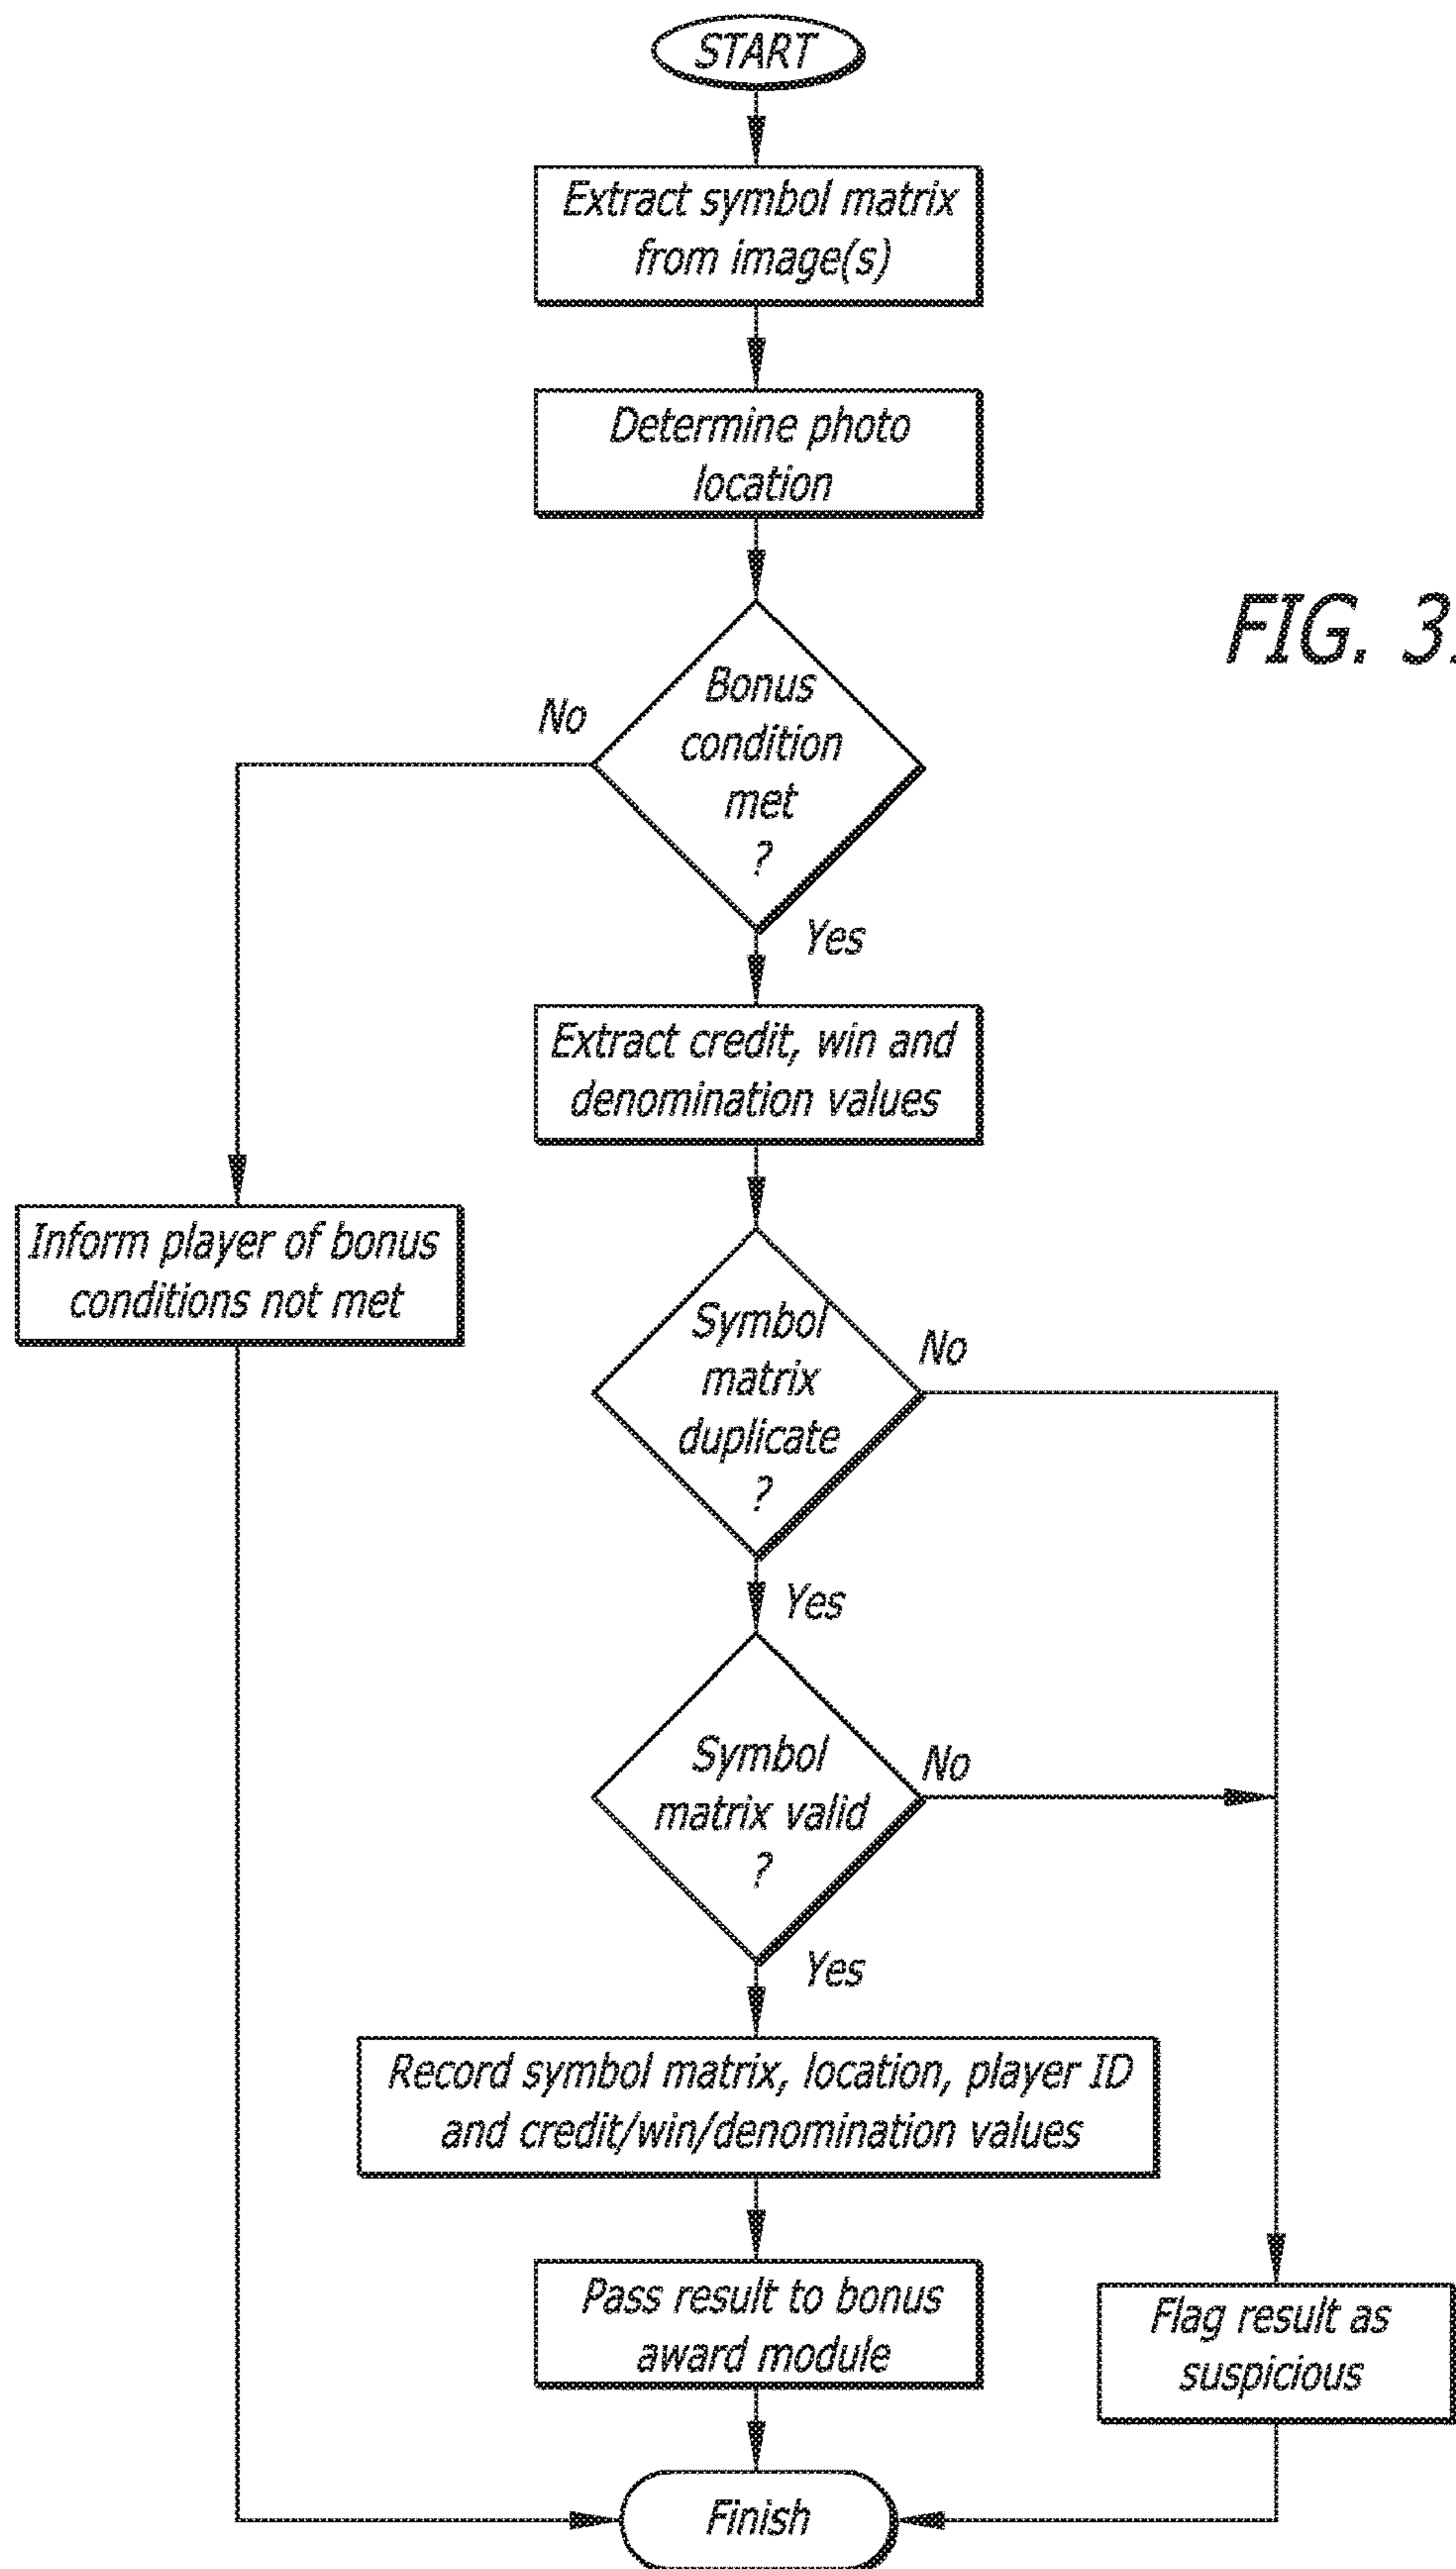 START
Extract symbol matrix
from image(s)
Determine photo
location
FIG. 3
Bonus
condition
met
?
No
Yes
Extract credit, win and
denomination values
Inform player of bonus
conditions not met
Symbol
matrix
duplicate
?
No
Yes
Symbol
matrix valid
?
No
Yes
Record symbol matrix, location, player ID
and credit/win/denomination values
Pass result to bonus
award module
Flag result as
suspicious
Finish